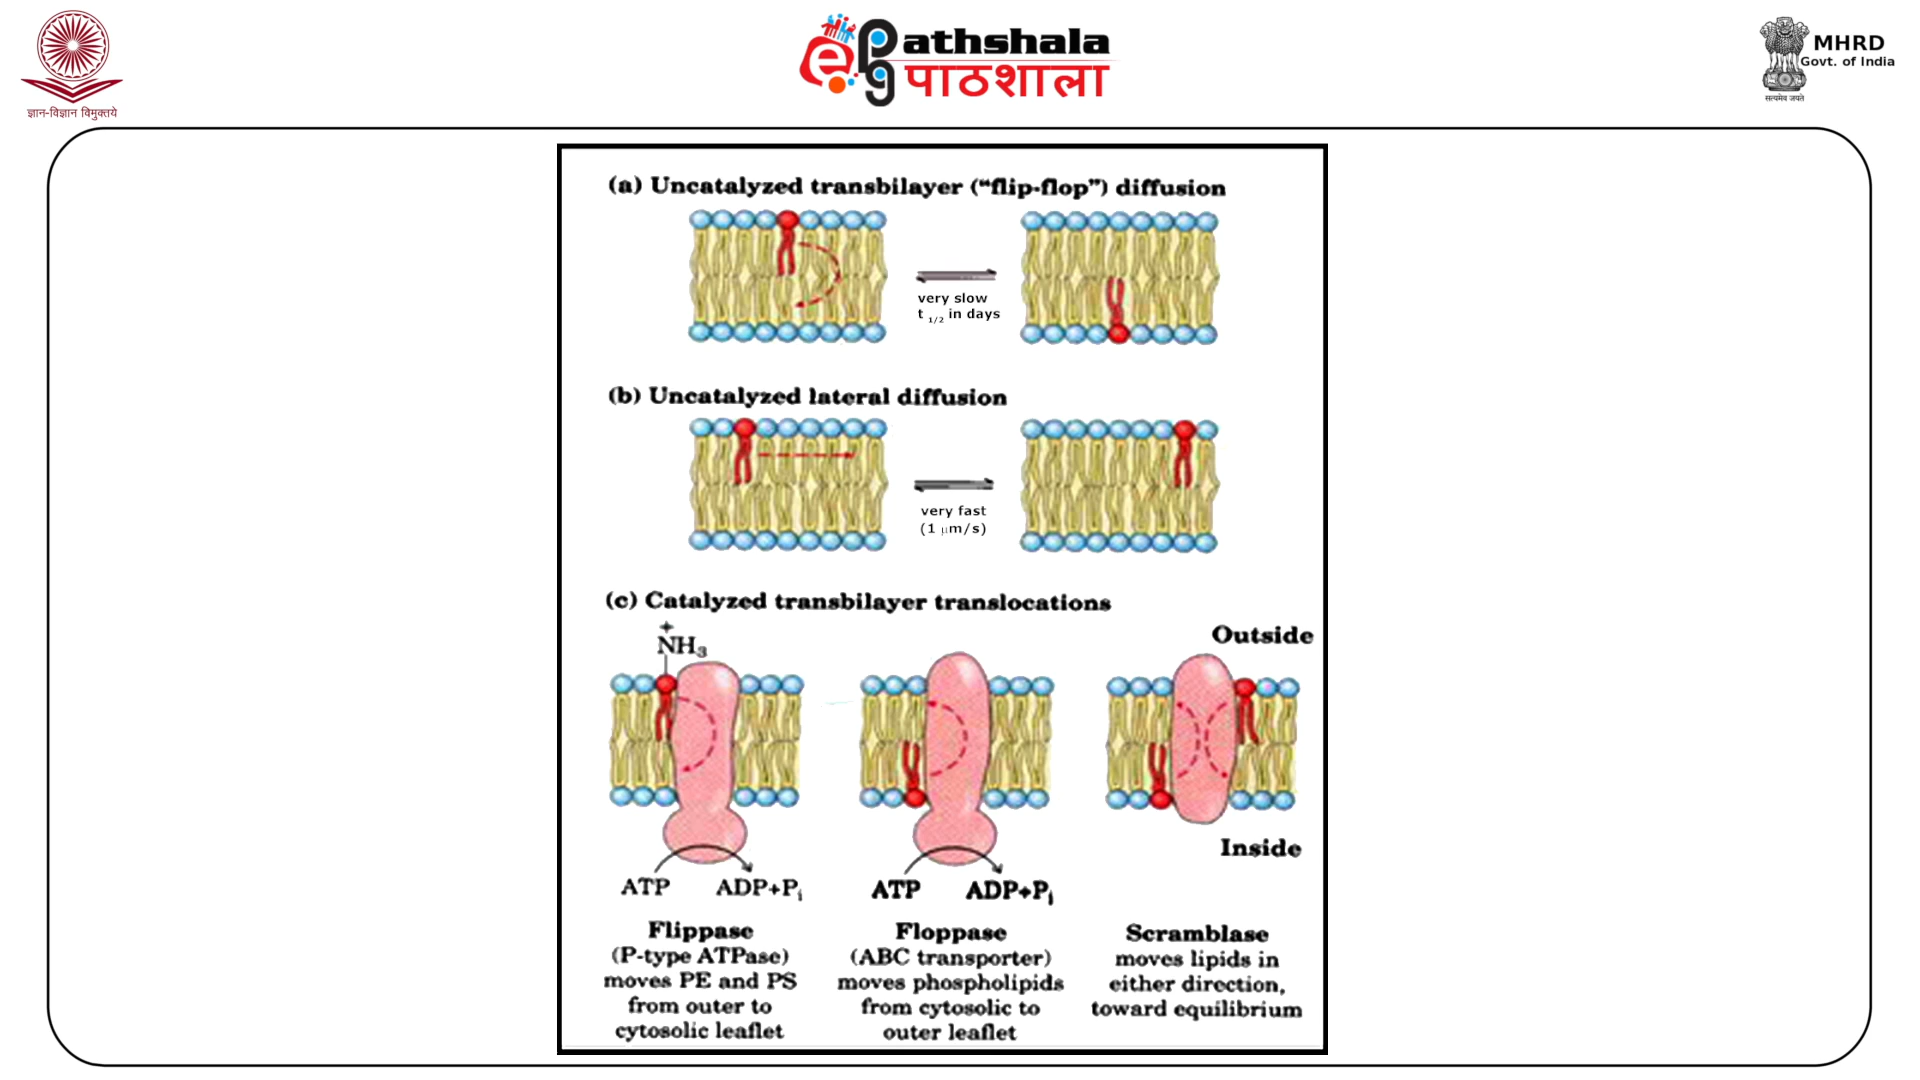 ज्ञान-विज्ञान विमुक्तये
ePG Pathshala
पाठशाला
MHRD
Govt. of India
सत्यमेव जयते
(a) Uncatalyzed transbilayer (“flip-flop”) diffusion
very slow
t 1/2 in days
(b) Uncatalyzed lateral diffusion
very fast
(1 μm/s)
(c) Catalyzed transbilayer translocations
+
NH3
Outside
Inside
ATP ADP+Pi
ATP ADP+Pi
Flippase
(P-type ATPase)
moves PE and PS
from outer to
cytosolic leaflet
Floppase
(ABC transporter)
moves phospholipids
from cytosolic to
outer leaflet
Scramblase
moves lipids in
either direction,
toward equilibrium